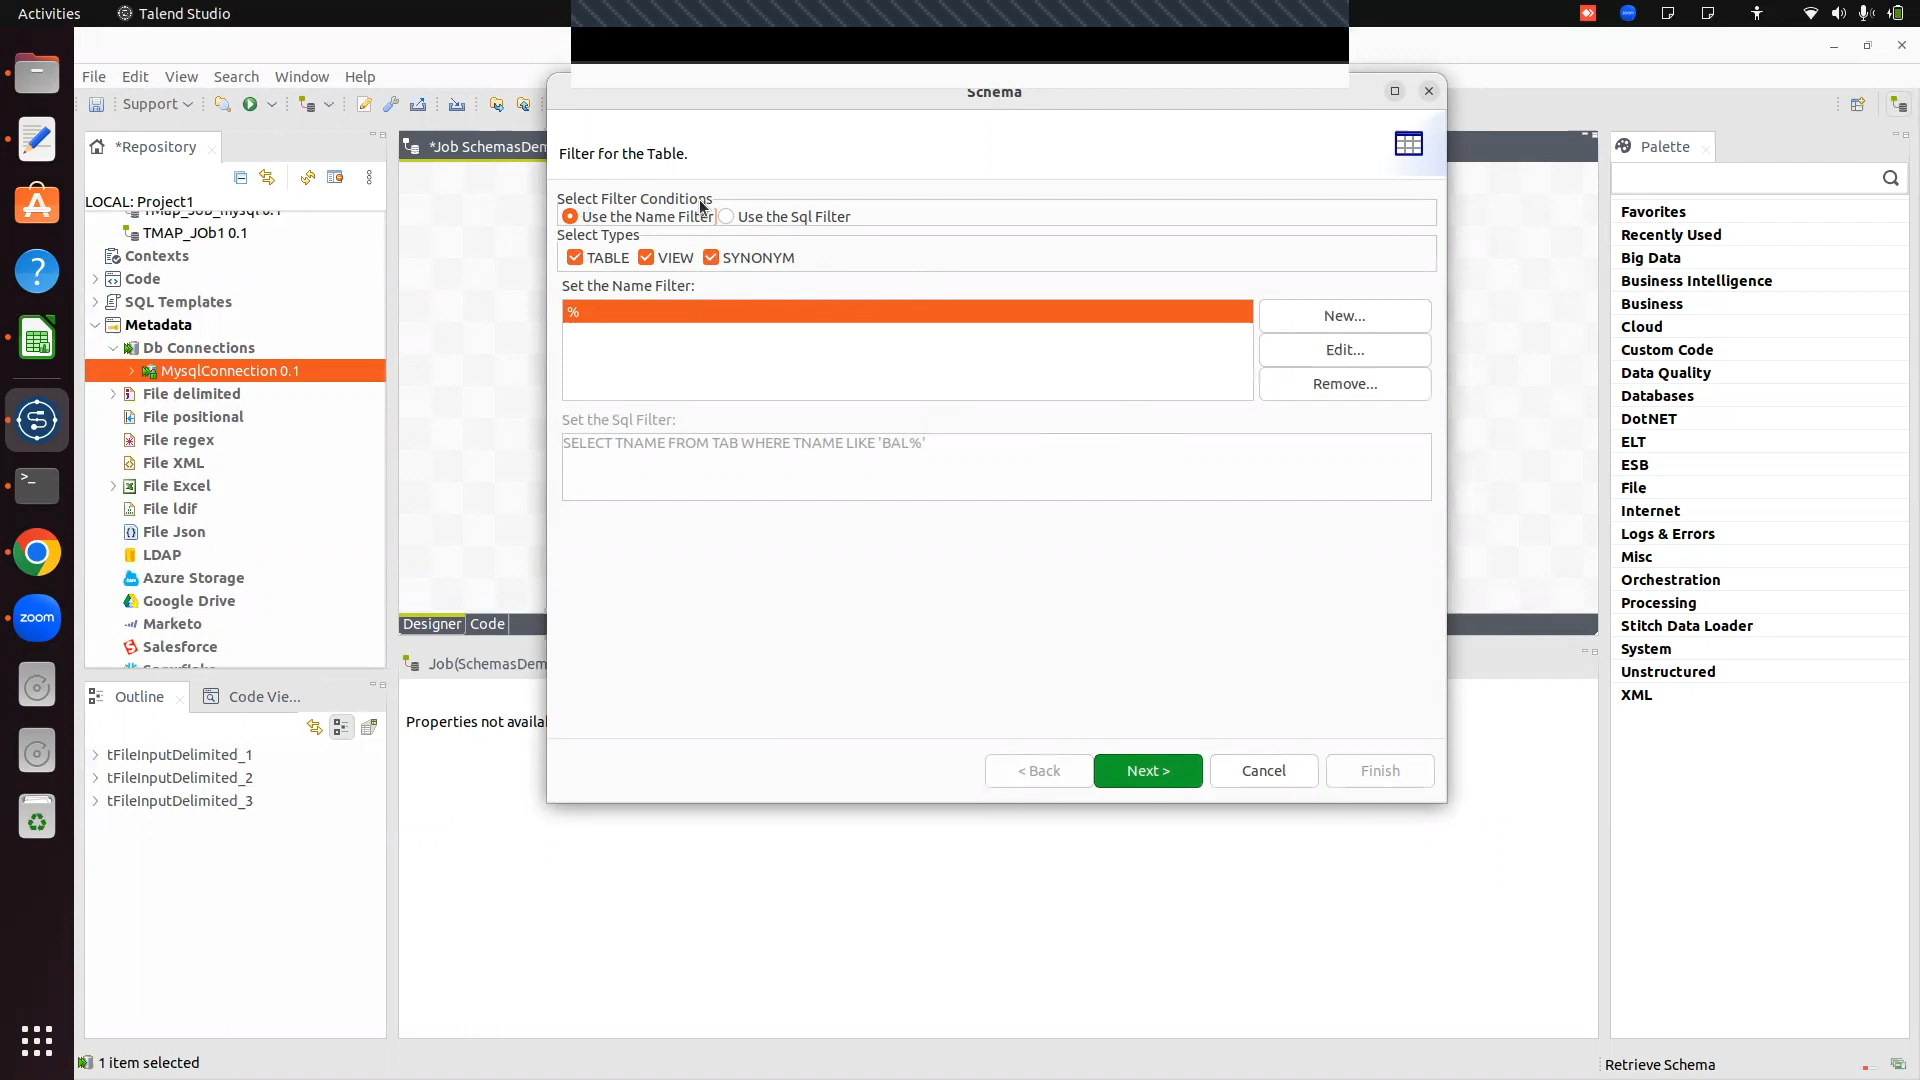 Activities
Talend Studio
File Edit View Search Window Help
Support
*Repository
LOCAL: Project1
TMap_JOB_mysql 0.1
TMAP_JOb1 0.1
Contexts
Code
SQL Templates
Metadata
Db Connections
MysqlConnection 0.1
File delimited
File positional
File regex
File XML
File Excel
File ldif
File Json
LDAP
Azure Storage
Google Drive
Marketo
Salesforce
Outline
Code Vie...
tFileInputDelimited_1
tFileInputDelimited_2
tFileInputDelimited_3
1 item selected
*Job SchemasDem
Designer Code
Job(SchemasDem
Properties not availab
Schema
Filter for the Table.
Select Filter Conditions
Use the Name Filter Use the Sql Filter
Select Types
TABLE VIEW SYNONYM
Set the Name Filter:
%
New...
Edit...
Remove...
Set the Sql Filter:
SELECT TNAME FROM TAB WHERE TNAME LIKE 'BAL%'
< Back Next > Cancel Finish
Palette
Favorites
Recently Used
Big Data
Business Intelligence
Business
Cloud
Custom Code
Data Quality
Databases
DotNET
ELT
ESB
File
Internet
Logs & Errors
Misc
Orchestration
Processing
Stitch Data Loader
System
Unstructured
XML
Retrieve Schema
zoom